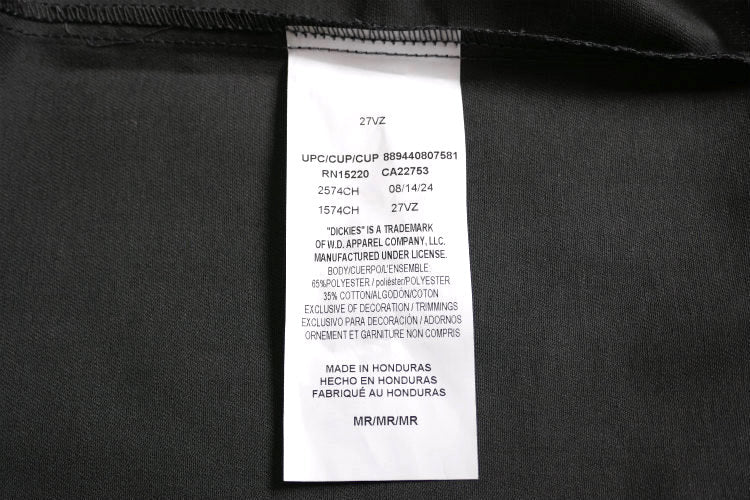 27VZ
UPC/CUP/CUP 889440807581
RN15220 CA22753
2574CH 08/14/24
1574CH 27VZ
"DICKIES" IS A TRADEMARK
OF W.D. APPAREL COMPANY, LLC.
MANUFACTURED UNDER LICENSE.
BODY/CUERPO/L'ENSEMBLE:
65%POLYESTER / poliéster/POLYESTER
35% COTTON/ALGODÓN/COTON
EXCLUSIVE OF DECORATION / TRIMMINGS
EXCLUSIVO PARA DECORACIÓN / ADORNOS
ORNEMENT ET GARNITURE NON COMPRIS
MADE IN HONDURAS
HECHO EN HONDURAS
FABRIQUÉ AU HONDURAS
MR/MR/MR